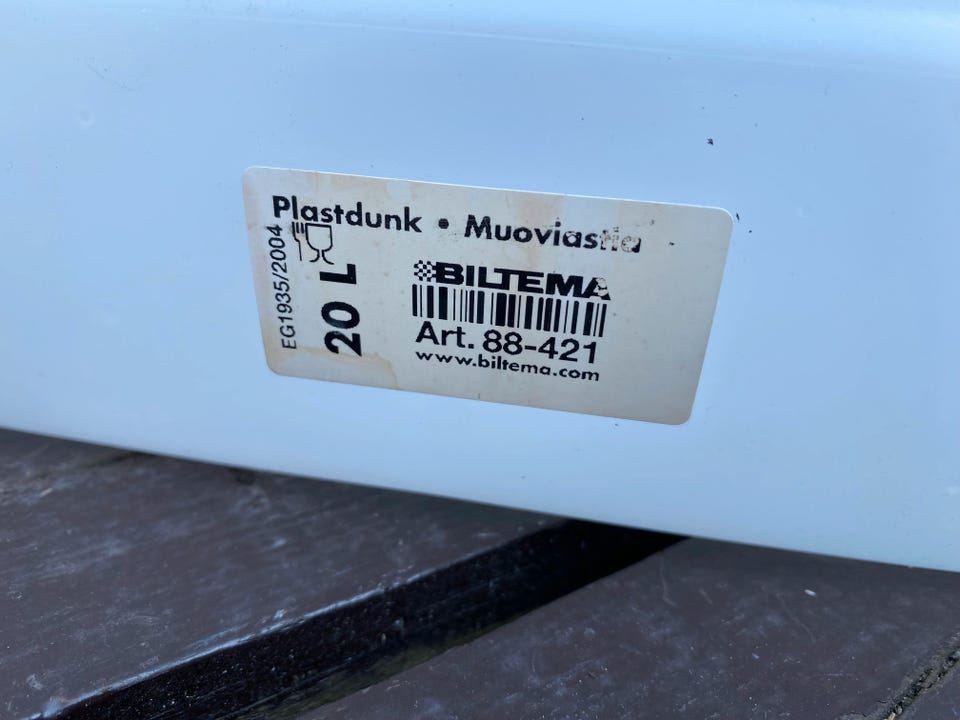 Plastdunk • Muoviastia
EG1935/2004
20 L
BILTEMA
Art. 88-421
www.biltema.com